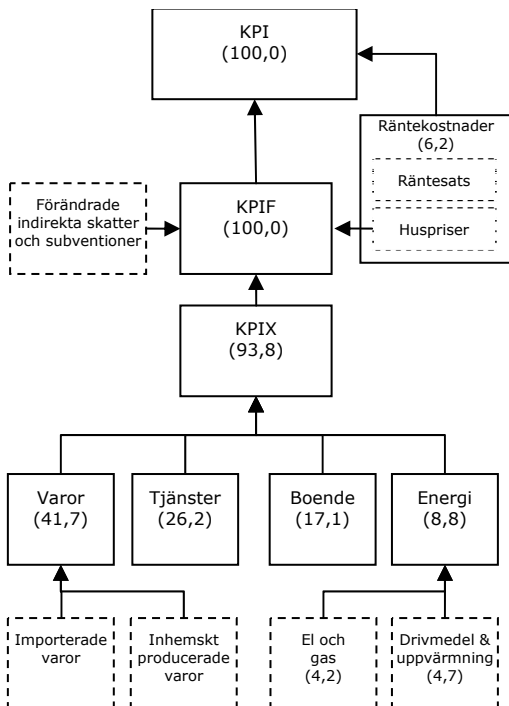 KPI
(100,0)
Räntekostnader
(6,2)
Räntesats
Huspriser
Förändrade
indirekta skatter
och subventioner
KPIF
(100,0)
KPIX
(93,8)
Varor
(41,7)
Tjänster
(26,2)
Boende
(17,1)
Energi
(8,8)
Importerade
varor
Inhemskt
producerade
varor
El och
gas
(4,2)
Drivmedel &
uppvärmning
(4,7)